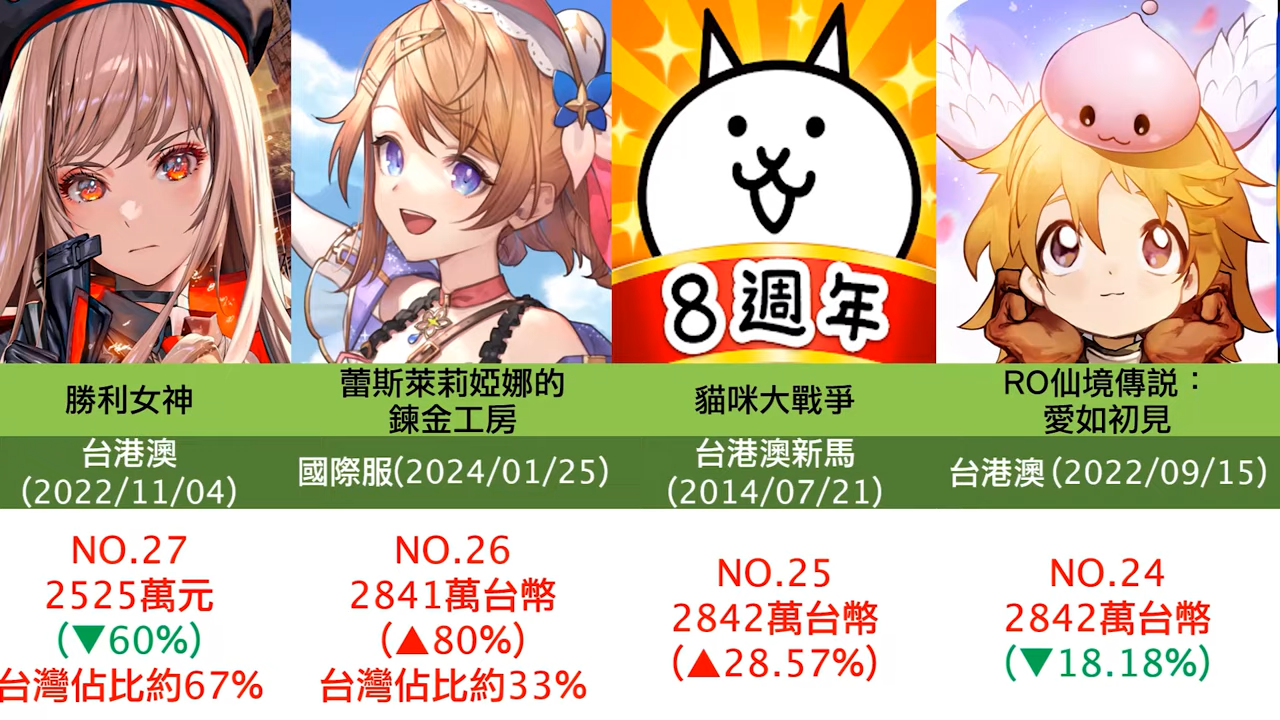 8週年
勝利女神
台港澳
(2022/11/04)
NO.27
2525萬元
(▼60%)
台灣佔比約67%
蕾斯萊莉婭娜的
鍊金工房
國際服(2024/01/25)
NO.26
2841萬台幣
(▲80%)
台灣佔比約33%
貓咪大戰爭
台港澳新馬
(2014/07/21)
NO.25
2842萬台幣
(▲28.57%)
RO仙境傳説：
愛如初見
台港澳(2022/09/15)
NO.24
2842萬台幣
(▼18.18%)